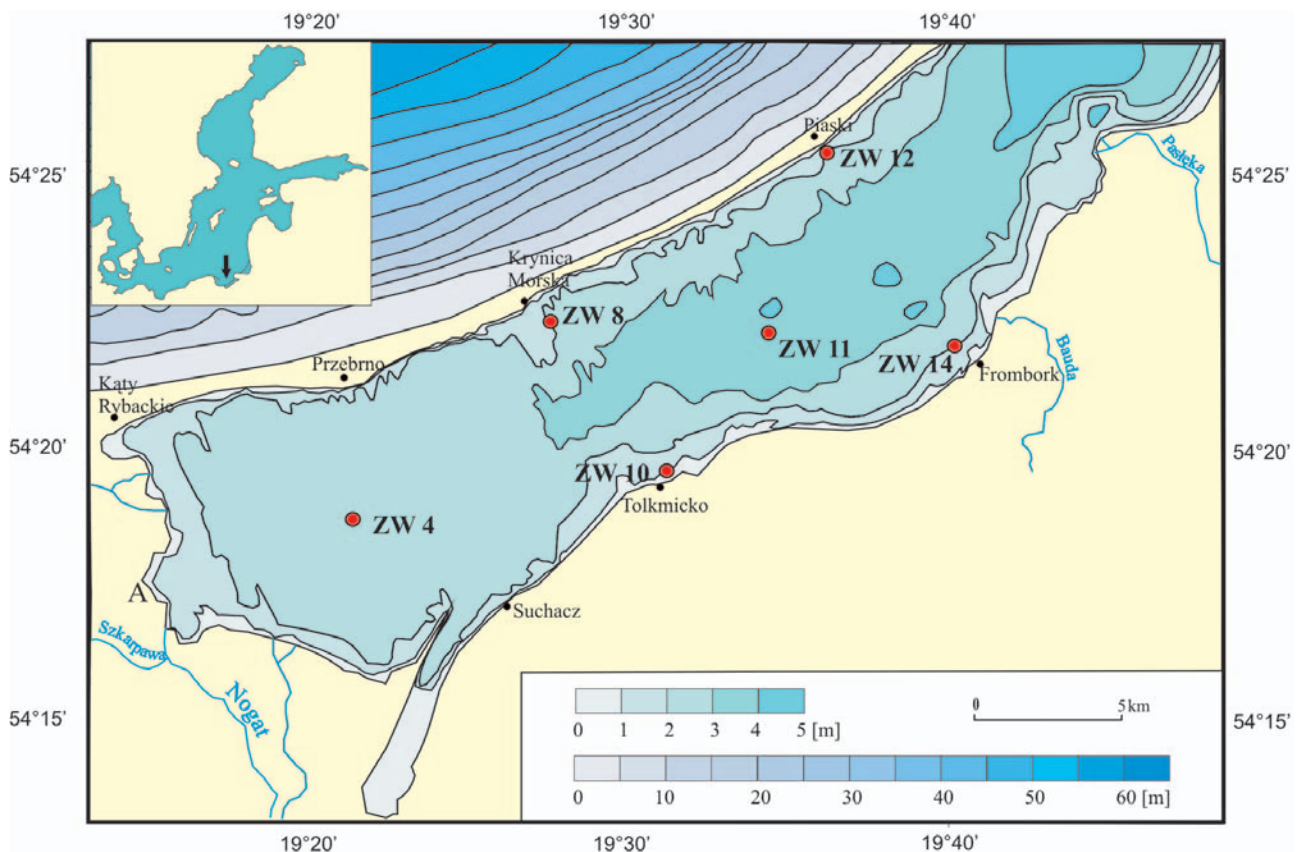 19°20' 19°30' 19°40'
Piaski
ZW 12
Pasłęka
54°25' 54°25'
Krynica
Morska
ZW 8
ZW 11
ZW 14
Bauda
Przebrno
Frombork
Kąty
Rybackie
54°20' 54°20'
ZW 10
Tolkmicko
ZW 4
A
Suchacz
Szkarpawa
Nogat
0 1 2 3 4 5 [m]
0 5 km
54°15' 54°15'
0 10 20 30 40 50 60 [m]
19°20' 19°30' 19°40'